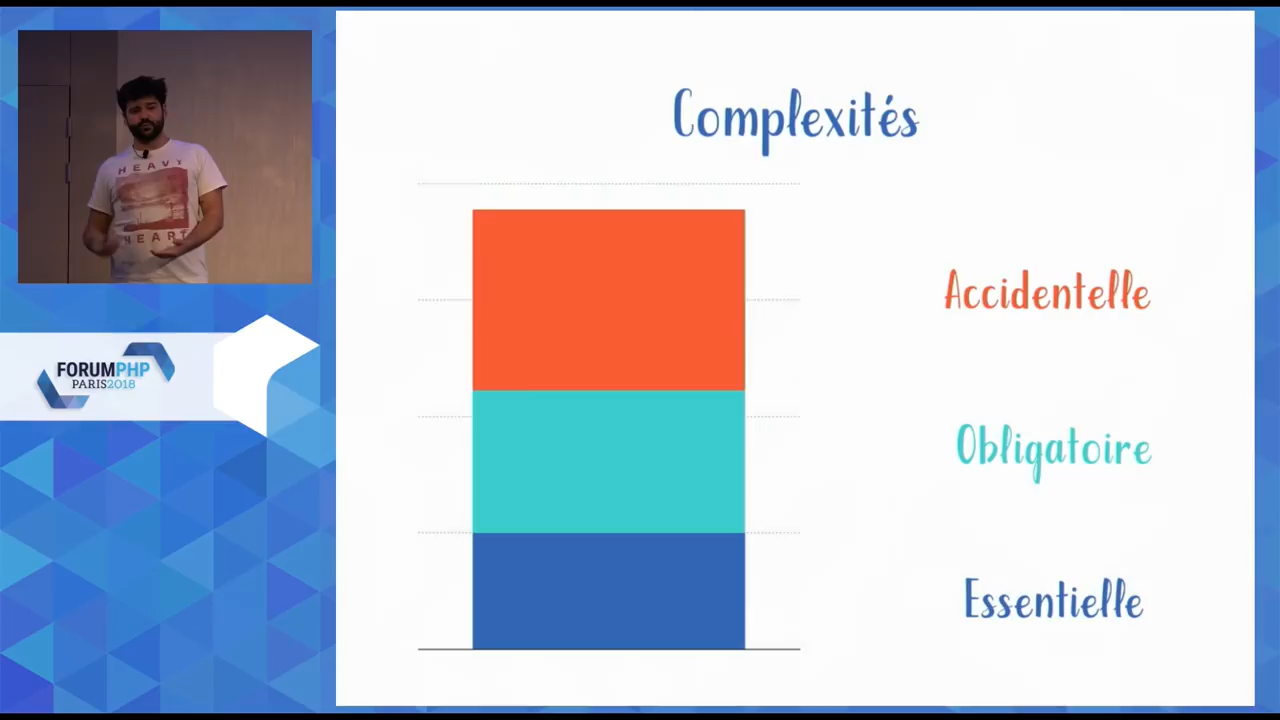 Complexités
Accidentelle
Obligatoire
Essentielle
HEAVY
HEART
FORUMPHP
PARIS2018